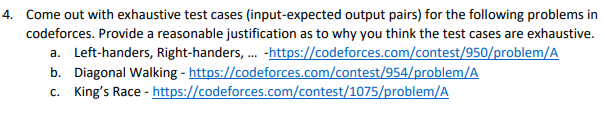 4. Come out with exhaustive test cases (input-expected output pairs) for the following problems in
codeforces. Provide a reasonable justification as to why you think the test cases are exhaustive.
a. Left-handers, Right-handers, ... -https://codeforces.com/contest/950/problem/A
b. Diagonal Walking - https://codeforces.com/contest/954/problem/A
c. King's Race - https://codeforces.com/contest/1075/problem/A